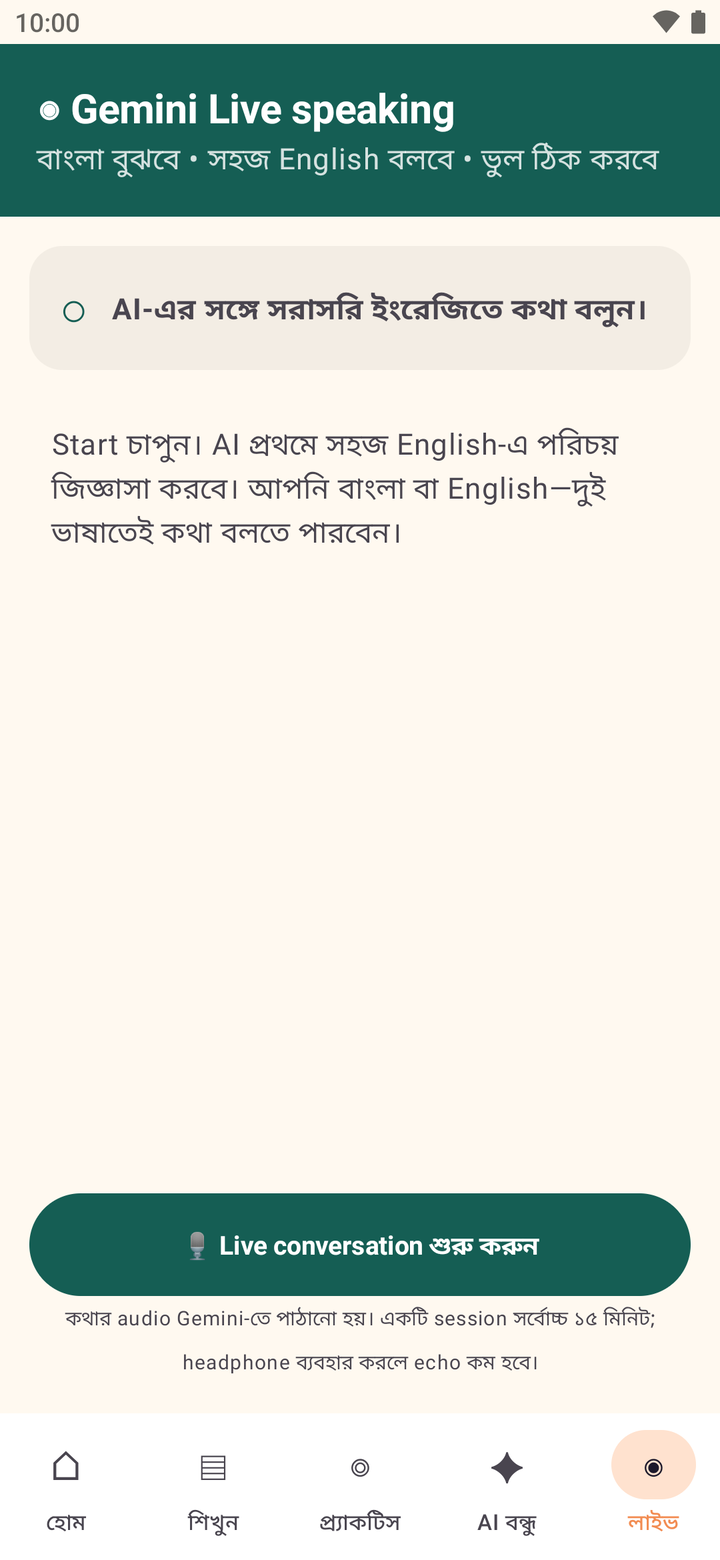 10:00
Gemini Live speaking
বাংলা বুঝবে • সহজ English বলবে • ভুল ঠিক করবে
AI-এর সঙ্গে সরাসরি ইংরেজিতে কথা বলুন।
Start চাপুন। AI প্রথমে সহজ English-এ পরিচয়
জিজ্ঞাসা করবে। আপনি বাংলা বা English—দুই
ভাষাতেই কথা বলতে পারবেন।
Live conversation শুরু করুন
কথার audio Gemini-তে পাঠানো হয়। একটি session সর্বোচ্চ ১৫ মিনিট;
headphone ব্যবহার করলে echo কম হবে।
হোম
শিখুন
প্র্যাকটিস
AI বন্ধু
লাইভ